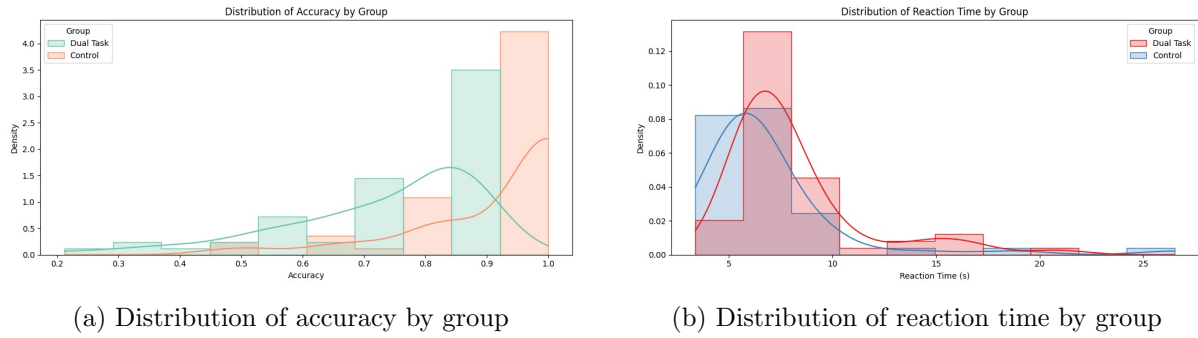 Distribution of Accuracy by Group
Group
Dual Task
Control
4.0
3.5
3.0
2.5
2.0
1.5
1.0
0.5
0.0
Density
0.2 0.3 0.4 0.5 0.6 0.7 0.8 0.9 1.0
Accuracy
(a) Distribution of accuracy by group
Distribution of Reaction Time by Group
Group
Dual Task
Control
0.12
0.10
0.08
0.06
0.04
0.02
0.00
Density
5 10 15 20 25
Reaction Time (s)
(b) Distribution of reaction time by group